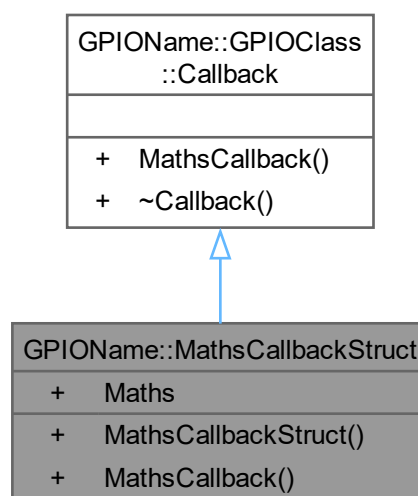 GPIOName::GPIOClass
::Callback
+ MathsCallback()
+ ~Callback()
GPIOName::MathsCallbackStruct
+ Maths
+ MathsCallbackStruct()
+ MathsCallback()